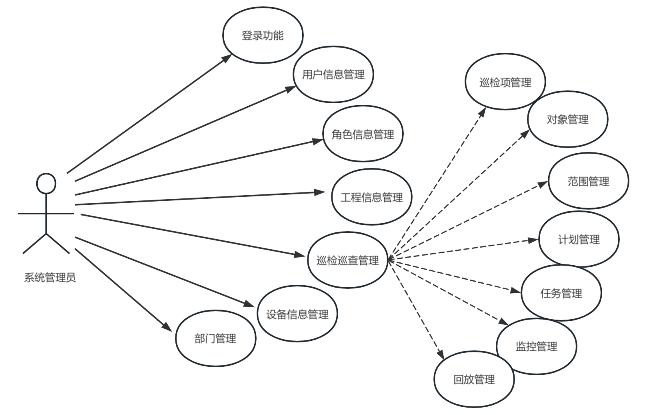 登录功能
用户信息管理
角色信息管理
工程信息管理
巡检巡查管理
设备信息管理
部门管理
系统管理员
巡检项管理
对象管理
范围管理
计划管理
任务管理
监控管理
回放管理